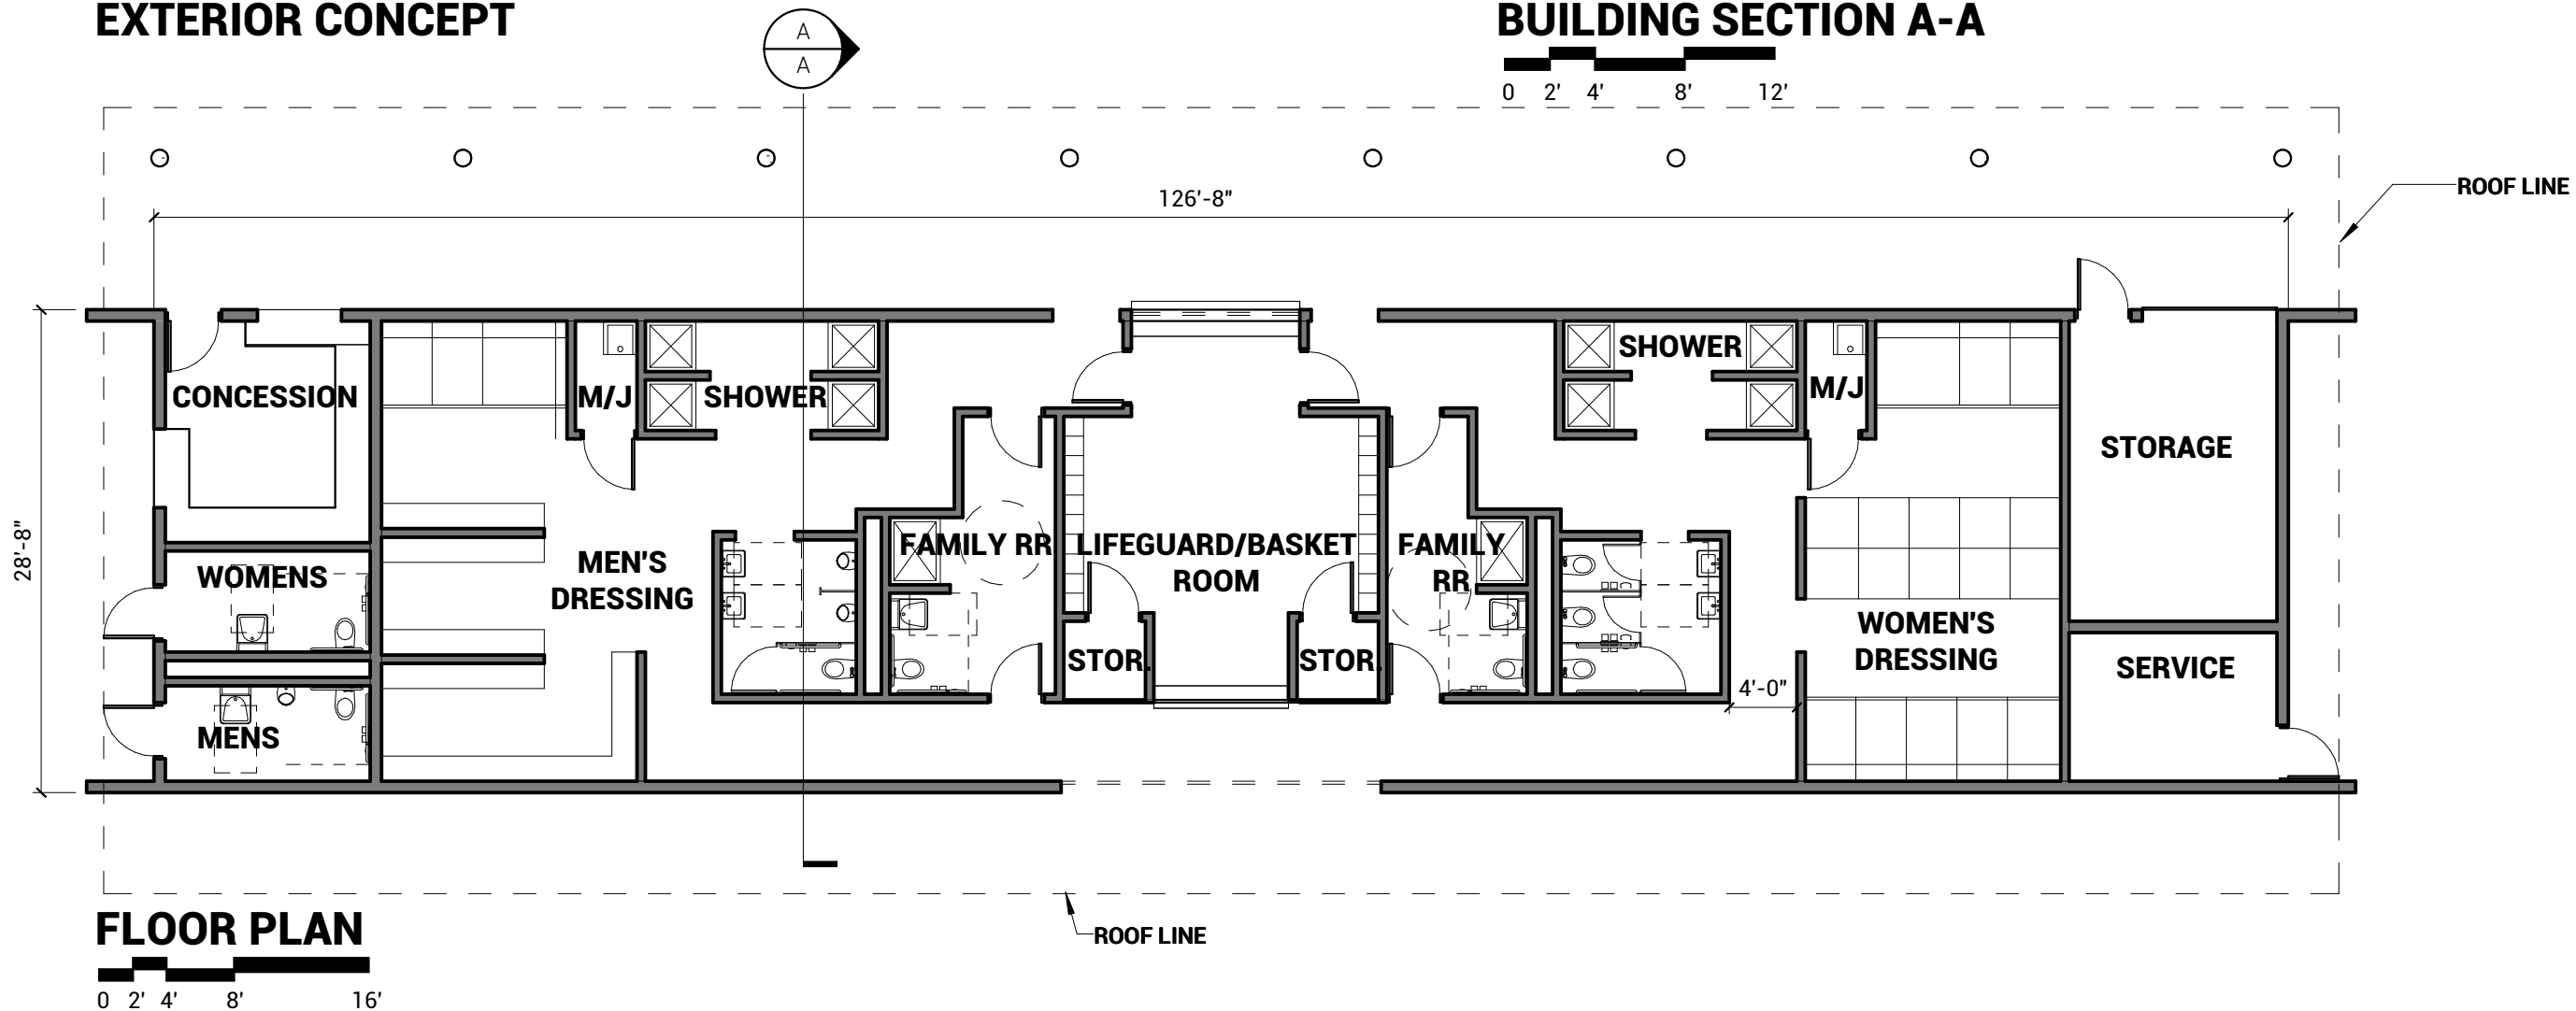 EXTERIOR CONCEPT
BUILDING SECTION A-A
A
A
0 2' 4' 8' 12'
ROOF LINE
126'-8"
SHOWER
CONCESSION
M/J
SHOWER
M/J
STORAGE
28'-8"
FAMILY RR
LIFEGUARD/BASKET
ROOM
FAMILY
RR
WOMENS
MEN'S
DRESSING
WOMEN'S
DRESSING
STOR.
STOR.
SERVICE
4'-0"
MENS
FLOOR PLAN
ROOF LINE
0 2' 4' 8' 16'